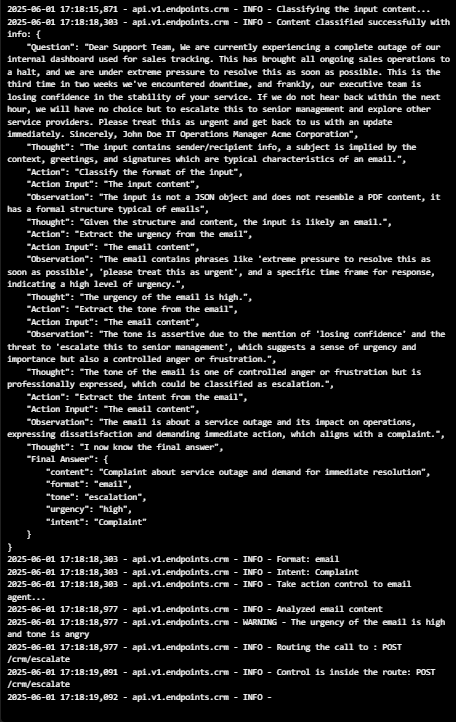 2025-06-01 17:18:15,871 - api.v1.endpoints.crm - INFO - Classifying the input content...
2025-06-01 17:18:18,303 - api.v1.endpoints.crm - INFO - Content classified successfully with
info: {
    "Question": "Dear Support Team, We are currently experiencing a complete outage of our
internal dashboard used for sales tracking. This has brought all ongoing sales operations to
a halt, and we are under extreme pressure to resolve this as soon as possible. This is the
third time in two weeks we've encountered downtime, and frankly, our executive team is
losing confidence in the stability of your service. If we do not hear back within the next
hour, we will have no choice but to escalate this to senior management and explore other
service providers. Please treat this as urgent and get back to us with an update
immediately. Sincerely, John Doe IT Operations Manager Acme Corporation",
    "Thought": "The input contains sender/recipient info, a subject is implied by the
context, greetings, and signatures which are typical characteristics of an email.",
    "Action": "Classify the format of the input",
    "Action Input": "The input content",
    "Observation": "The input is not a JSON object and does not resemble a PDF content, it
has a formal structure typical of emails",
    "Thought": "Given the structure and content, the input is likely an email.",
    "Action": "Extract the urgency from the email",
    "Action Input": "The email content",
    "Observation": "The email contains phrases like 'extreme pressure to resolve this as
soon as possible', 'please treat this as urgent', and a specific time frame for response,
indicating a high level of urgency.",
    "Thought": "The urgency of the email is high.",
    "Action": "Extract the tone from the email",
    "Action Input": "The email content",
    "Observation": "The tone is assertive due to the mention of 'losing confidence' and the
threat to 'escalate this to senior management', which suggests a sense of urgency and
importance but also a controlled anger or frustration.",
    "Thought": "The tone of the email is one of controlled anger or frustration but is
professionally expressed, which could be classified as escalation.",
    "Action": "Extract the intent from the email",
    "Action Input": "The email content",
    "Observation": "The email is about a service outage and its impact on operations,
expressing dissatisfaction and demanding immediate action, which aligns with a complaint.",
    "Thought": "I now know the final answer",
    "Final Answer": {
        "content": "Complaint about service outage and demand for immediate resolution",
        "format": "email",
        "tone": "escalation",
        "urgency": "high",
        "intent": "Complaint"
    }
}
2025-06-01 17:18:18,303 - api.v1.endpoints.crm - INFO - Format: email
2025-06-01 17:18:18,303 - api.v1.endpoints.crm - INFO - Intent: Complaint
2025-06-01 17:18:18,303 - api.v1.endpoints.crm - INFO - Take action control to email
agent...
2025-06-01 17:18:18,977 - api.v1.endpoints.crm - INFO - Analyzed email content
2025-06-01 17:18:18,977 - api.v1.endpoints.crm - WARNING - The urgency of the email is high
and tone is angry
2025-06-01 17:18:18,977 - api.v1.endpoints.crm - INFO - Routing the call to : POST
/crm/escalate
2025-06-01 17:18:19,091 - api.v1.endpoints.crm - INFO - Control is inside the route: POST
/crm/escalate
2025-06-01 17:18:19,092 - api.v1.endpoints.crm - INFO -